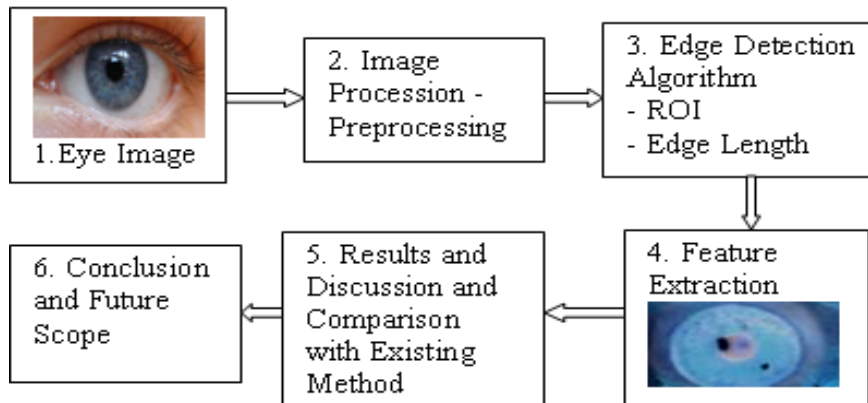 1.Eye Image
2. Image
Procession -
Preprocessing
3. Edge Detection
Algorithm
- ROI
- Edge Length
4. Feature
Extraction
5. Results and
Discussion and
Comparison
with Existing
Method
6. Conclusion
and Future
Scope